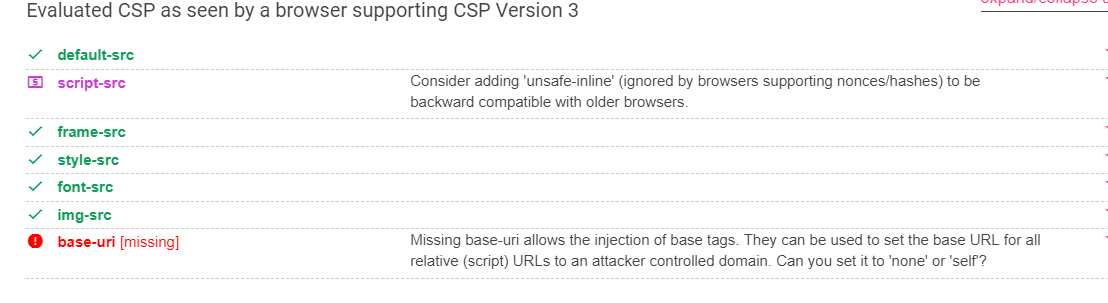 Evaluated CSP as seen by a browser supporting CSP Version 3
expand/collapse
default-src
script-src Consider adding 'unsafe-inline' (ignored by browsers supporting nonces/hashes) to be
backward compatible with older browsers.
frame-src
style-src
font-src
img-src
base-uri [missing] Missing base-uri allows the injection of base tags. They can be used to set the base URL for all
relative (script) URLs to an attacker controlled domain. Can you set it to 'none' or 'self'?